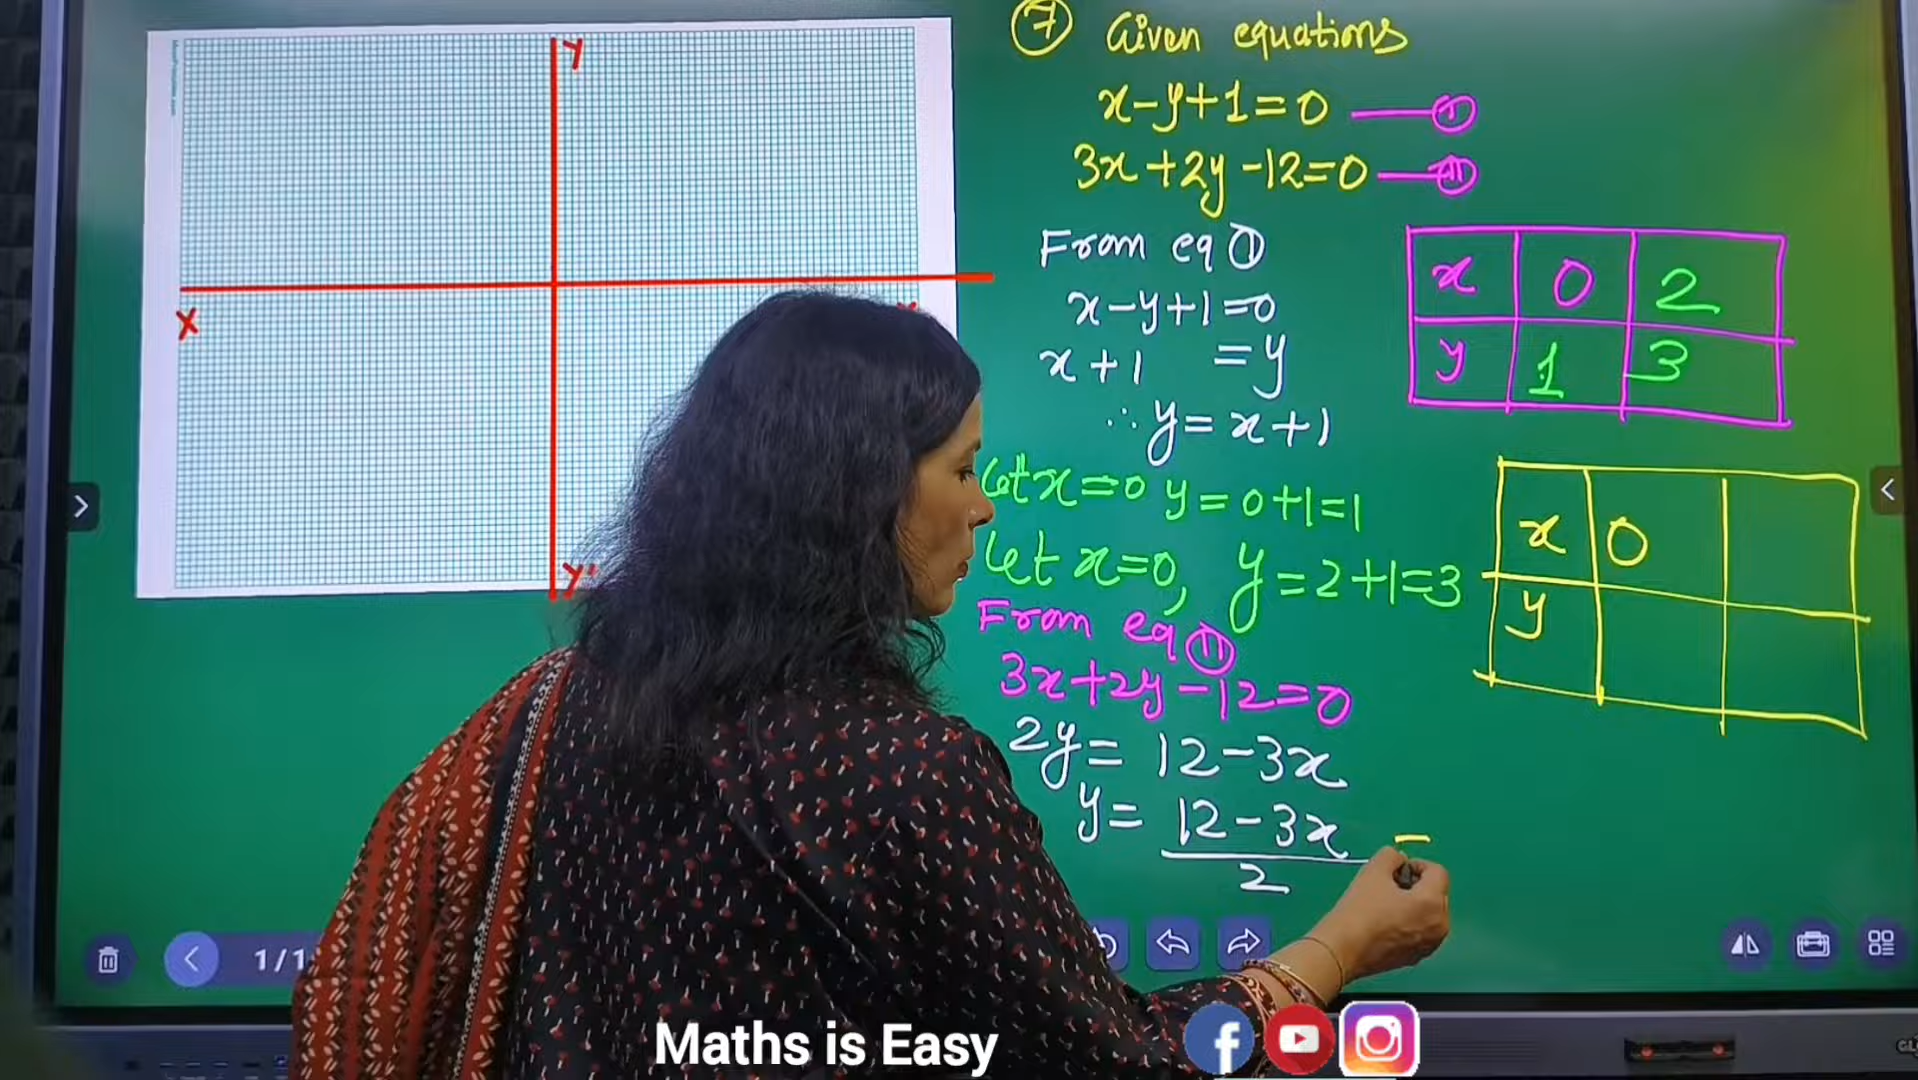 Y
X
Y'
⑦ Given equations
x-y+1=0 —Ⓘ
3x+2y-12=0 —Ⓘ
From eq Ⓘ
x-y+1=0
x+1 =y
∴ y= x+1
x 0 2
y 1 3
Let x=0 y= 0+1=1
Let x=0, y=2+1=3
x 0
y
From eq Ⓘ
3x+2y-12=0
2y= 12-3x
y= 12-3x
2
1/1
Maths is Easy